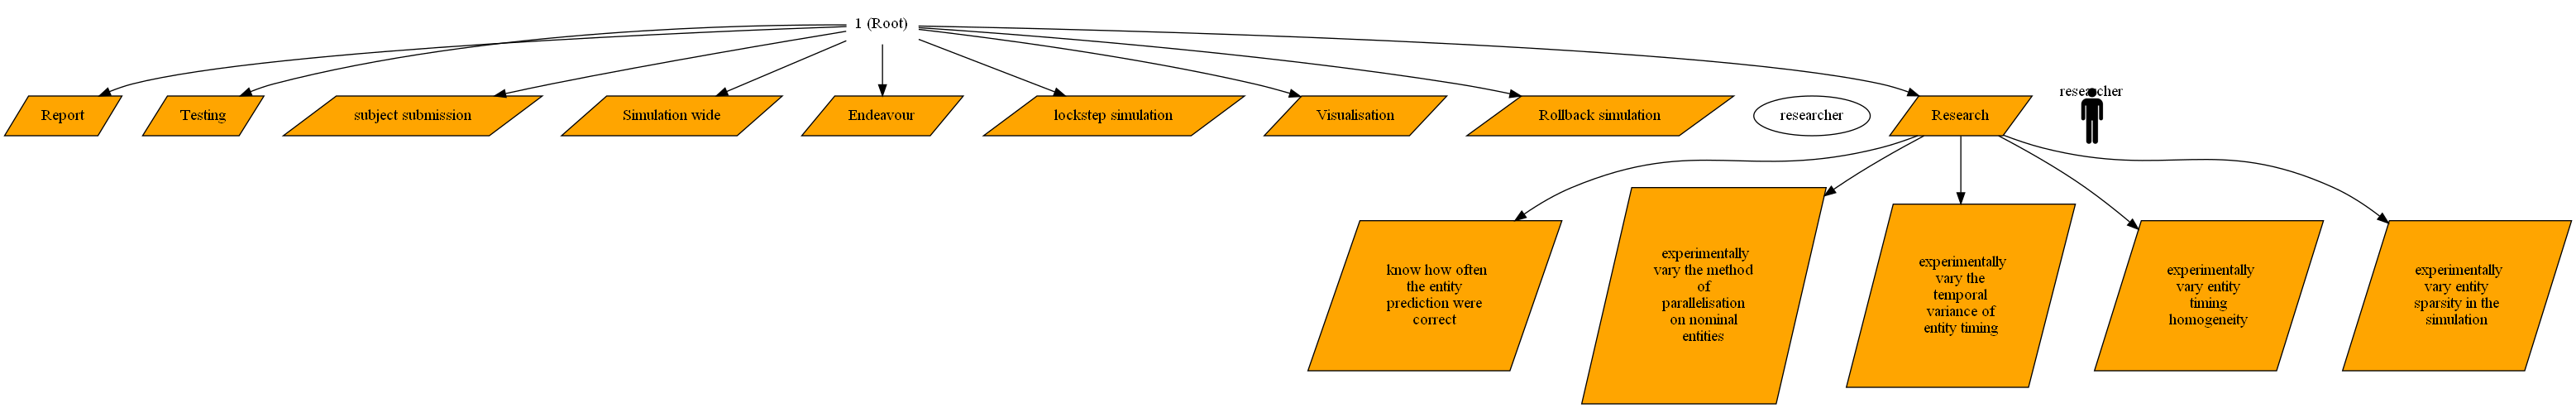 1 (Root)
Report
Testing
subject submission
Simulation wide
Endeavour
lockstep simulation
Visualisation
Rollback simulation
researcher
Research
researcher
know how often
the entity
prediction were
correct
experimentally
vary the method
of
parallelisation
on nominal
entities
experimentally
vary the
temporal
variance of
entity timing
experimentally
vary entity
timing
homogeneity
experimentally
vary entity
sparsity in the
simulation